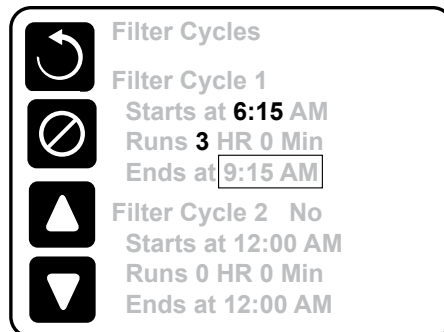 Filter Cycles
Filter Cycle 1
Starts at 6:15 AM
Runs 3 HR 0 Min
Ends at 9:15 AM
Filter Cycle 2 No
Starts at 12:00 AM
Runs 0 HR 0 Min
Ends at 12:00 AM